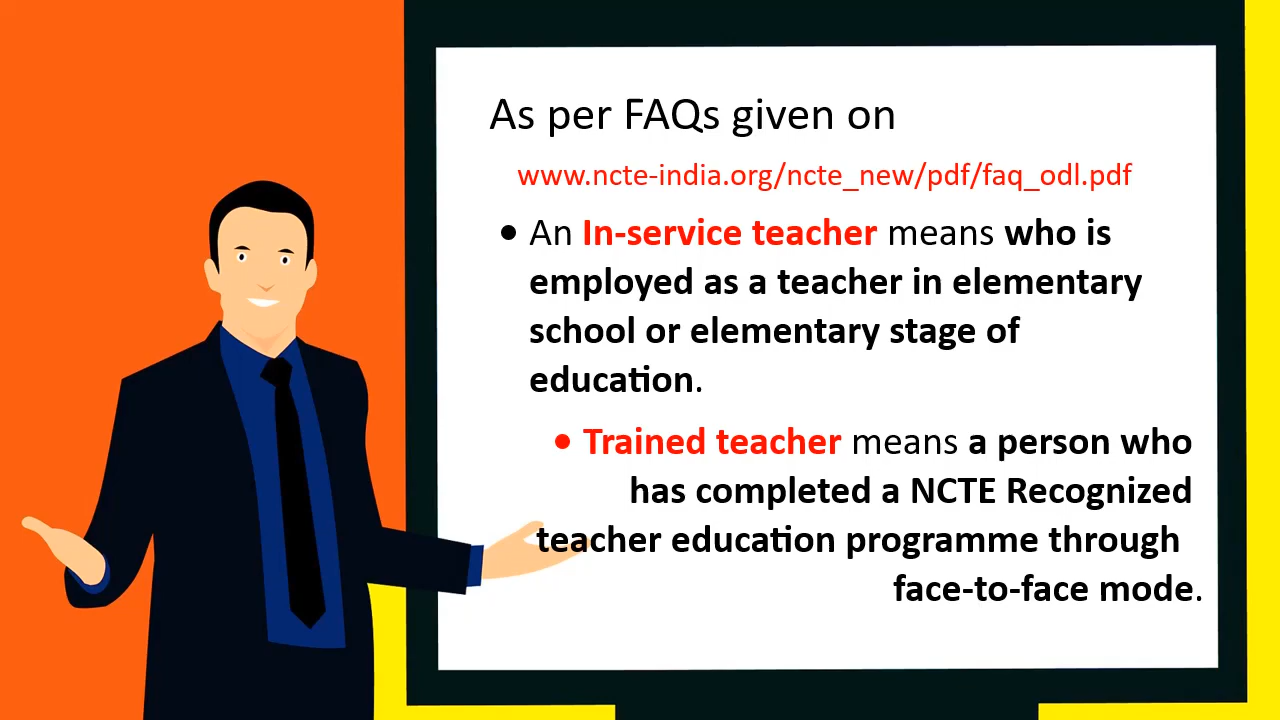 As per FAQs given on
www.ncte-india.org/ncte_new/pdf/faq_odl.pdf
• An In-service teacher means who is
employed as a teacher in elementary
school or elementary stage of
education.
• Trained teacher means a person who
has completed a NCTE Recognized
teacher education programme through
face-to-face mode.